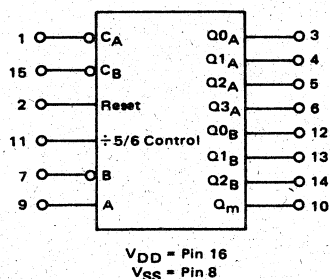 1 C_A Q0_A 3
Q1_A 4
15 C_B Q2_A 5
2 Reset Q3_A 6
11 ÷5/6 Control Q0_B 12
Q1_B 13
7 B Q2_B 14
9 A Q_m 10
V_DD = Pin 16
V_SS = Pin 8